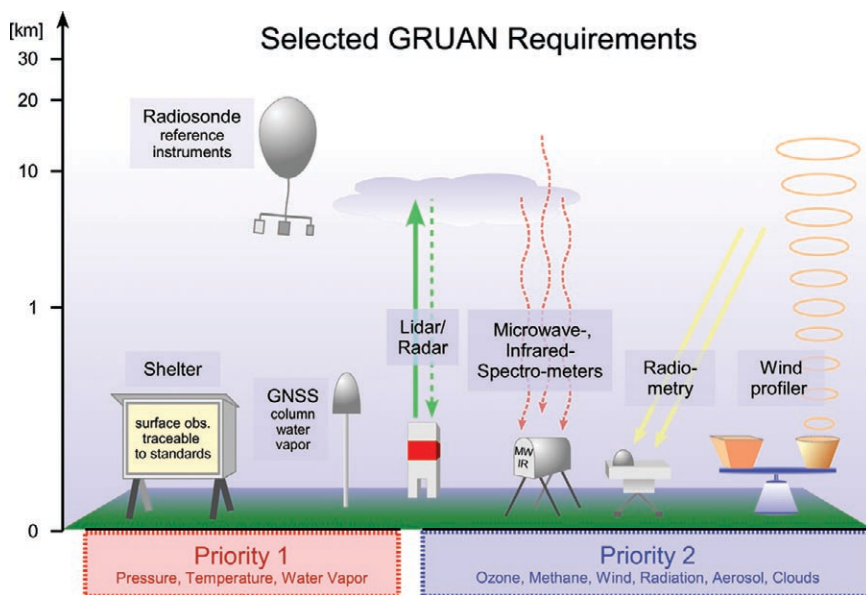 Selected GRUAN Requirements
[km]
30
20
10
1
0
Radiosonde
reference
instruments
Shelter
surface obs.
traceable
to standards
GNSS
column
water
vapor
Lidar/
Radar
Microwave-,
Infrared-
Spectro-meters
MW
IR
Radio-
metry
Wind
profiler
Priority 1
Pressure, Temperature, Water Vapor
Priority 2
Ozone, Methane, Wind, Radiation, Aerosol, Clouds